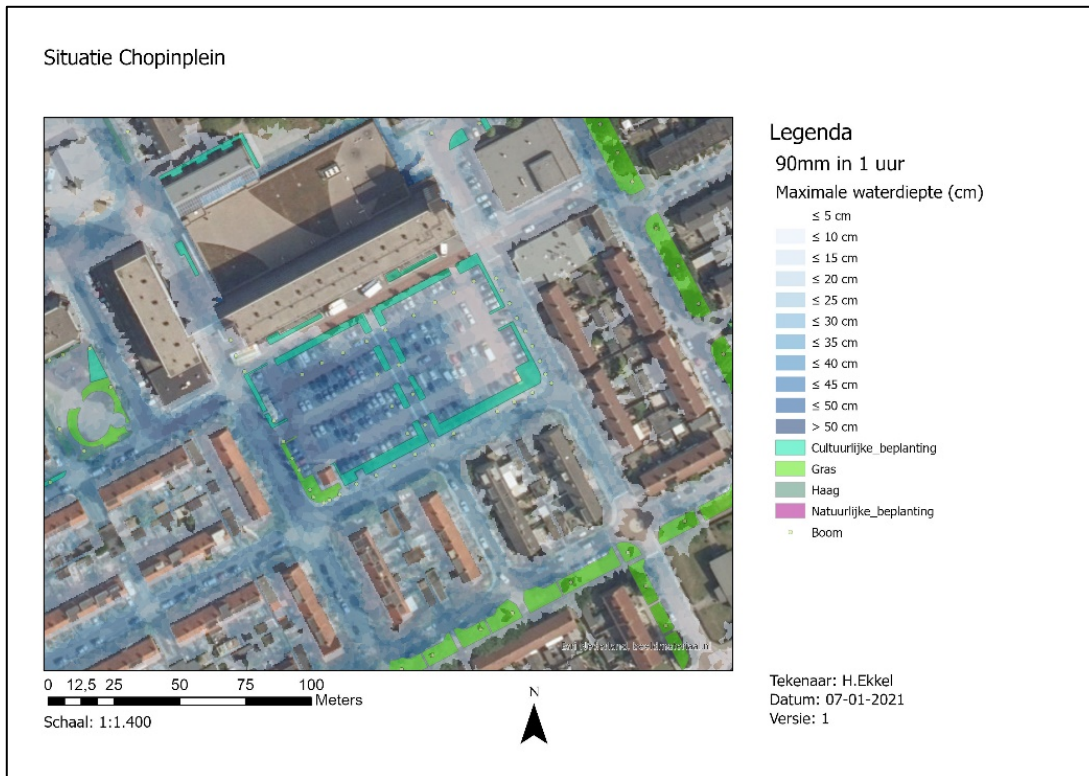 Situatie Chopinplein
Legenda
90mm in 1 uur
Maximale waterdiepte (cm)
≤ 5 cm
≤ 10 cm
≤ 15 cm
≤ 20 cm
≤ 25 cm
≤ 30 cm
≤ 35 cm
≤ 40 cm
≤ 45 cm
≤ 50 cm
> 50 cm
Cultuurlijke_beplanting
Gras
Haag
Natuurlijke_beplanting
Boom
0 12,5 25 50 75 100
Meters
Schaal: 1:1.400
N
Tekenaar: H.Ekkel
Datum: 07-01-2021
Versie: 1